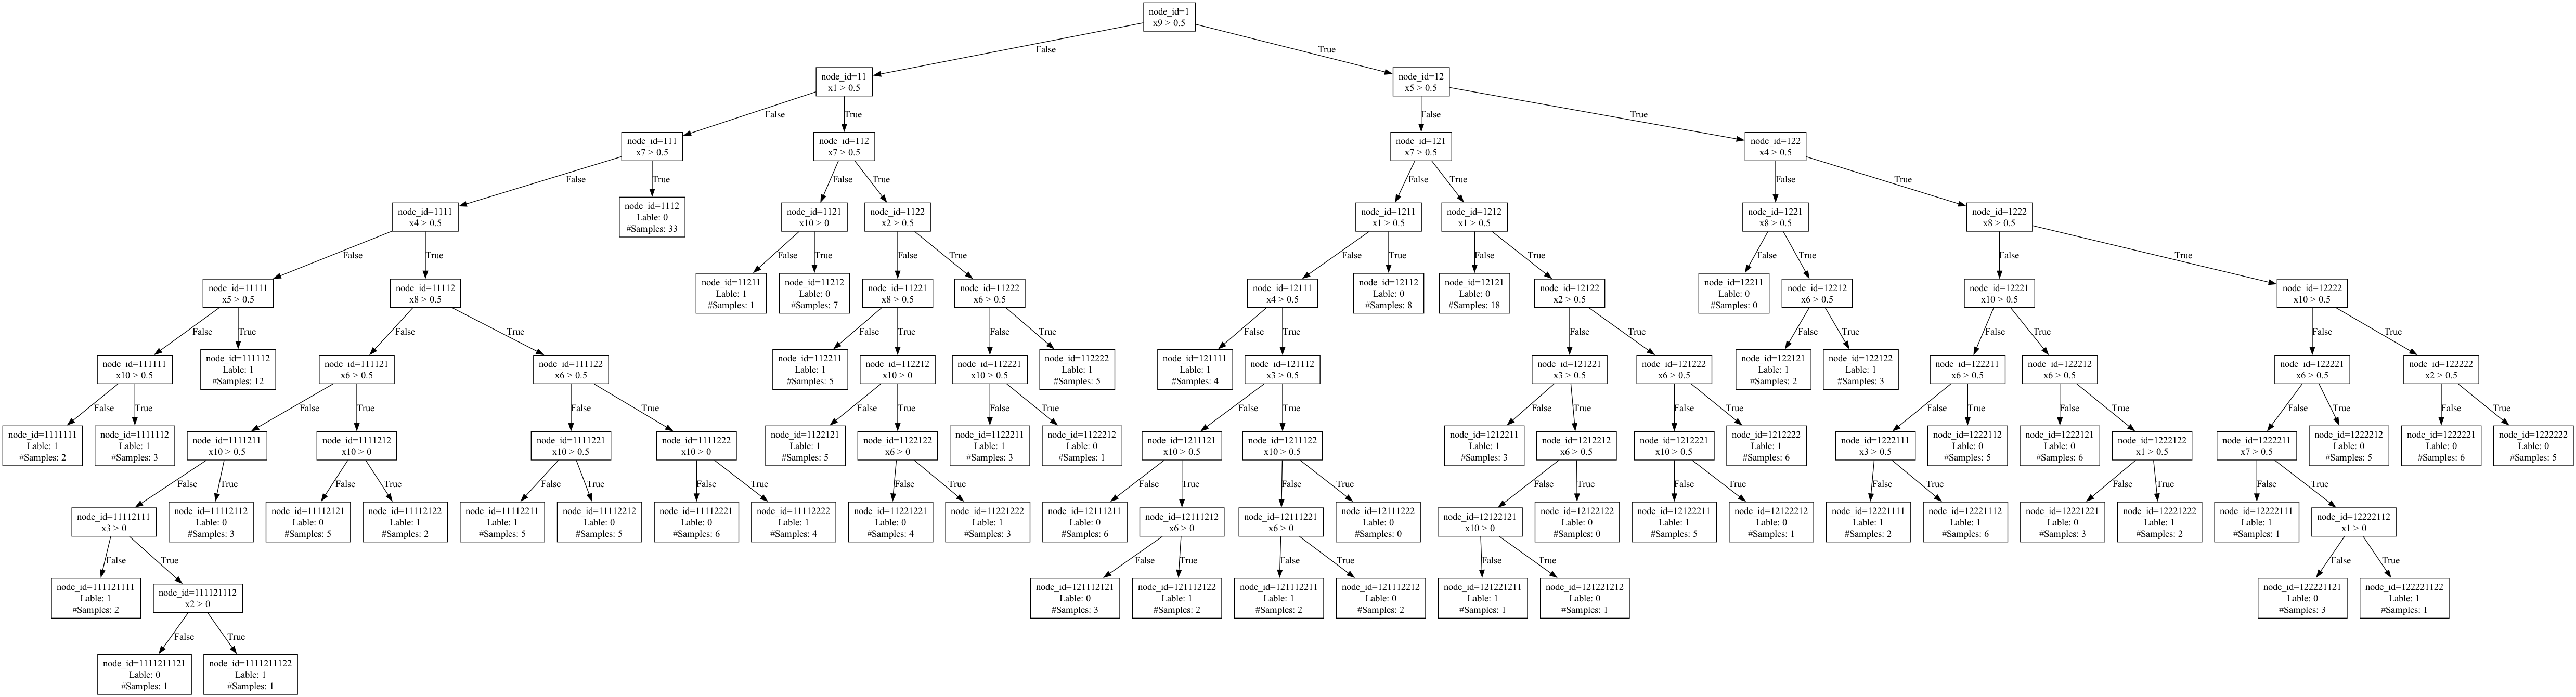 node_id=1
x9 > 0.5
False
True
node_id=11
x1 > 0.5
node_id=12
x5 > 0.5
False
True
False
True
node_id=111
x7 > 0.5
node_id=112
x7 > 0.5
node_id=121
x7 > 0.5
node_id=122
x4 > 0.5
False
True
False
True
False
True
False
True
node_id=1111
x4 > 0.5
node_id=1112
Lable: 0
#Samples: 33
node_id=1121
x10 > 0
node_id=1122
x2 > 0.5
node_id=1211
x1 > 0.5
node_id=1212
x1 > 0.5
node_id=1221
x8 > 0.5
node_id=1222
x8 > 0.5
False
True
False
True
False
True
False
True
False
True
False
True
False
True
node_id=11111
x5 > 0.5
node_id=11112
x8 > 0.5
node_id=11211
Lable: 1
#Samples: 1
node_id=11212
Lable: 0
#Samples: 7
node_id=11221
x8 > 0.5
node_id=11222
x6 > 0.5
node_id=12111
x4 > 0.5
node_id=12112
Lable: 0
#Samples: 8
node_id=12121
Lable: 0
#Samples: 18
node_id=12122
x2 > 0.5
node_id=12211
Lable: 0
#Samples: 0
node_id=12212
x6 > 0.5
node_id=12221
x10 > 0.5
node_id=12222
x10 > 0.5
False
True
False
True
False
True
False
True
False
True
False
True
False
True
False
True
False
True
node_id=111111
x10 > 0.5
node_id=111112
Lable: 1
#Samples: 12
node_id=111121
x6 > 0.5
node_id=111122
x6 > 0.5
node_id=112211
Lable: 1
#Samples: 5
node_id=112212
x10 > 0
node_id=112221
x10 > 0.5
node_id=112222
Lable: 1
#Samples: 5
node_id=121111
Lable: 1
#Samples: 4
node_id=121112
x3 > 0.5
node_id=121221
x3 > 0.5
node_id=121222
x6 > 0.5
node_id=122121
Lable: 1
#Samples: 2
node_id=122122
Lable: 1
#Samples: 3
node_id=122211
x6 > 0.5
node_id=122212
x6 > 0.5
node_id=122221
x6 > 0.5
node_id=122222
x2 > 0.5
False
True
False
True
False
True
False
True
False
True
False
True
False
True
False
True
False
True
False
True
False
True
False
True
node_id=1111111
Lable: 1
#Samples: 2
node_id=1111112
Lable: 1
#Samples: 3
node_id=1111211
x10 > 0.5
node_id=1111212
x10 > 0
node_id=1111221
x10 > 0.5
node_id=1111222
x10 > 0
node_id=1122121
Lable: 1
#Samples: 5
node_id=1122122
x6 > 0
node_id=1122211
Lable: 1
#Samples: 3
node_id=1122212
Lable: 0
#Samples: 1
node_id=1211121
x10 > 0.5
node_id=1211122
x10 > 0.5
node_id=1212211
Lable: 1
#Samples: 3
node_id=1212212
x6 > 0.5
node_id=1212221
x10 > 0.5
node_id=1212222
Lable: 1
#Samples: 6
node_id=1222111
x3 > 0.5
node_id=1222112
Lable: 0
#Samples: 5
node_id=1222121
Lable: 0
#Samples: 6
node_id=1222122
x1 > 0.5
node_id=1222211
x7 > 0.5
node_id=1222212
Lable: 0
#Samples: 5
node_id=1222221
Lable: 0
#Samples: 6
node_id=1222222
Lable: 0
#Samples: 5
False
True
False
True
False
True
False
True
False
True
False
True
False
True
False
True
False
True
False
True
False
True
False
True
node_id=11112111
x3 > 0
node_id=11112112
Lable: 0
#Samples: 3
node_id=11112121
Lable: 0
#Samples: 5
node_id=11112122
Lable: 1
#Samples: 2
node_id=11112211
Lable: 1
#Samples: 5
node_id=11112212
Lable: 0
#Samples: 5
node_id=11112221
Lable: 0
#Samples: 6
node_id=11112222
Lable: 1
#Samples: 4
node_id=11221221
Lable: 0
#Samples: 4
node_id=11221222
Lable: 1
#Samples: 3
node_id=12111211
Lable: 0
#Samples: 6
node_id=12111212
x6 > 0
node_id=12111221
x6 > 0
node_id=12111222
Lable: 0
#Samples: 0
node_id=12122121
x10 > 0
node_id=12122122
Lable: 0
#Samples: 0
node_id=12122211
Lable: 1
#Samples: 5
node_id=12122212
Lable: 0
#Samples: 1
node_id=12221111
Lable: 1
#Samples: 2
node_id=12221112
Lable: 1
#Samples: 6
node_id=12221221
Lable: 0
#Samples: 3
node_id=12221222
Lable: 1
#Samples: 2
node_id=12222111
Lable: 1
#Samples: 1
node_id=12222112
x1 > 0
False
True
False
True
False
True
False
True
False
True
node_id=111121111
Lable: 1
#Samples: 2
node_id=111121112
x2 > 0
node_id=121112121
Lable: 0
#Samples: 3
node_id=121112122
Lable: 1
#Samples: 2
node_id=121112211
Lable: 1
#Samples: 2
node_id=121112212
Lable: 0
#Samples: 2
node_id=121221211
Lable: 1
#Samples: 1
node_id=121221212
Lable: 0
#Samples: 1
node_id=122221121
Lable: 0
#Samples: 3
node_id=122221122
Lable: 1
#Samples: 1
False
True
node_id=1111211121
Lable: 0
#Samples: 1
node_id=1111211122
Lable: 1
#Samples: 1